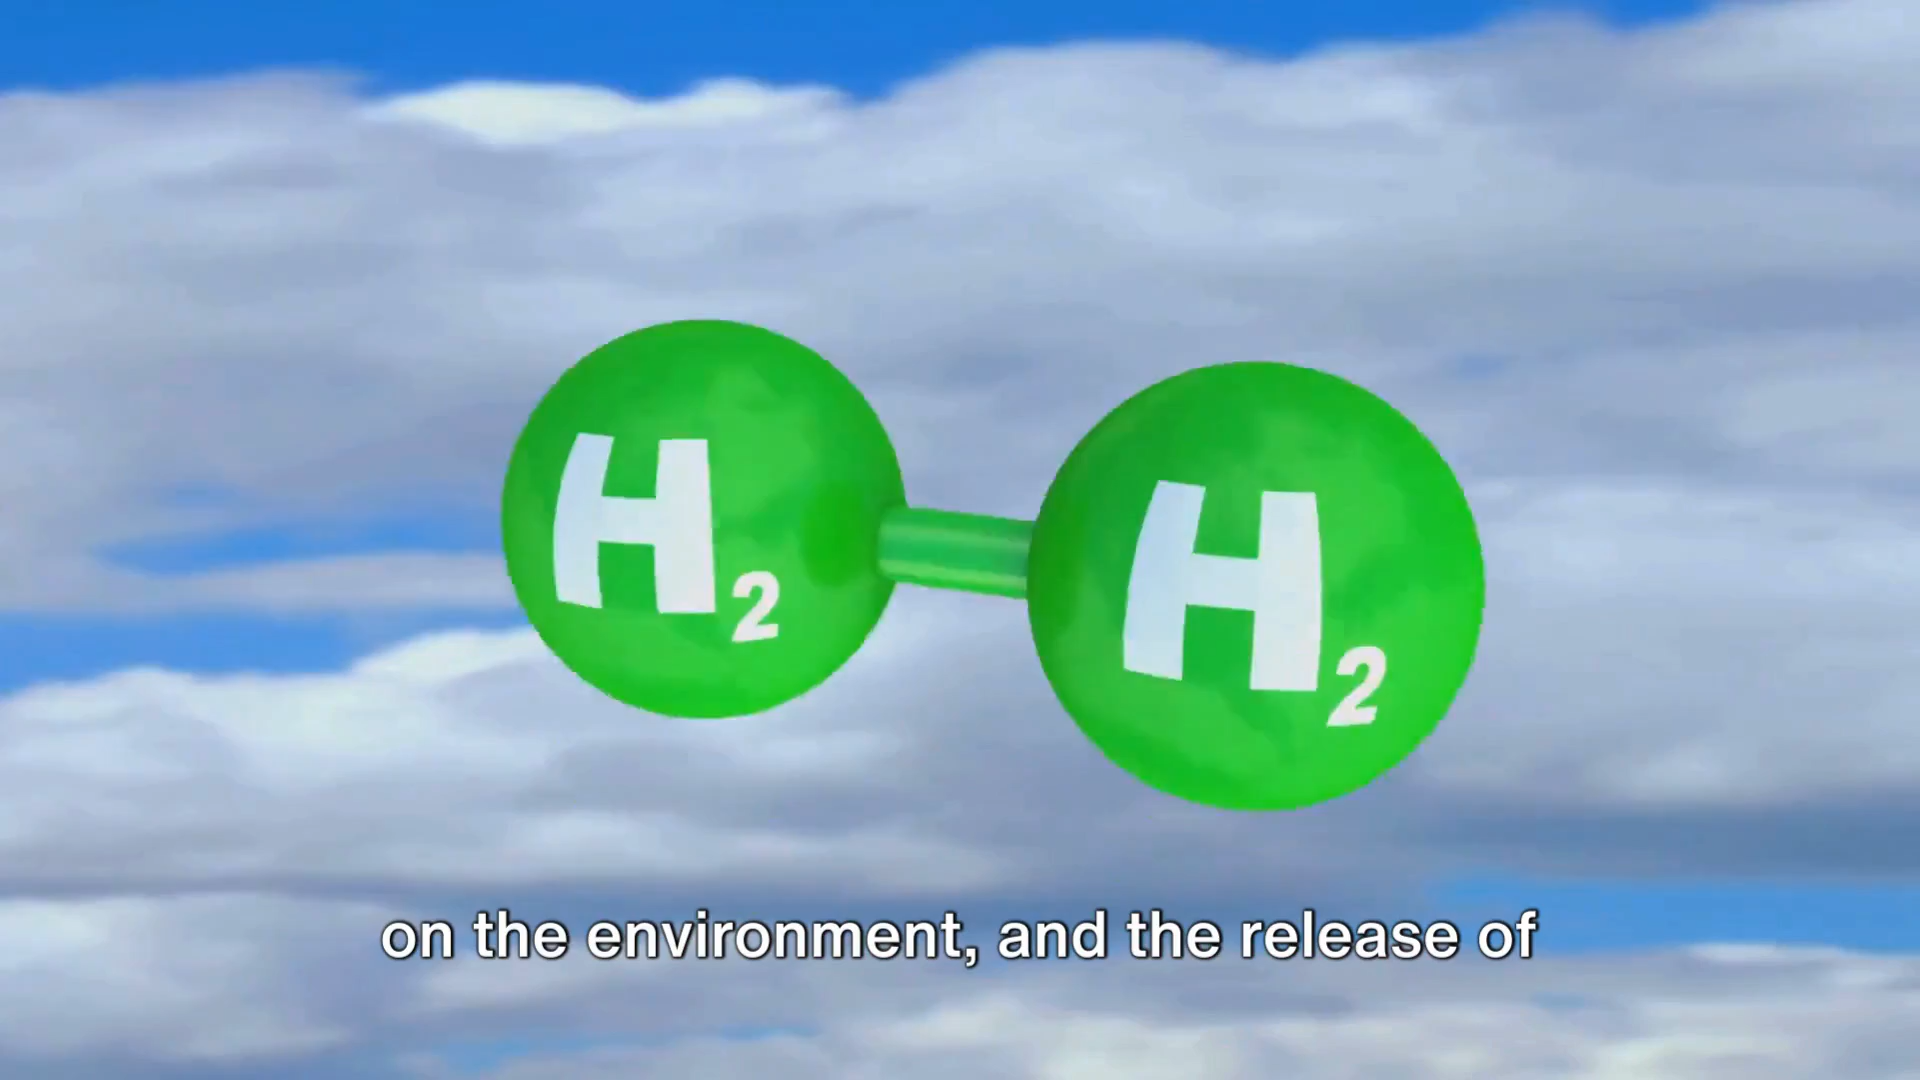 H2 H2
on the environment, and the release of